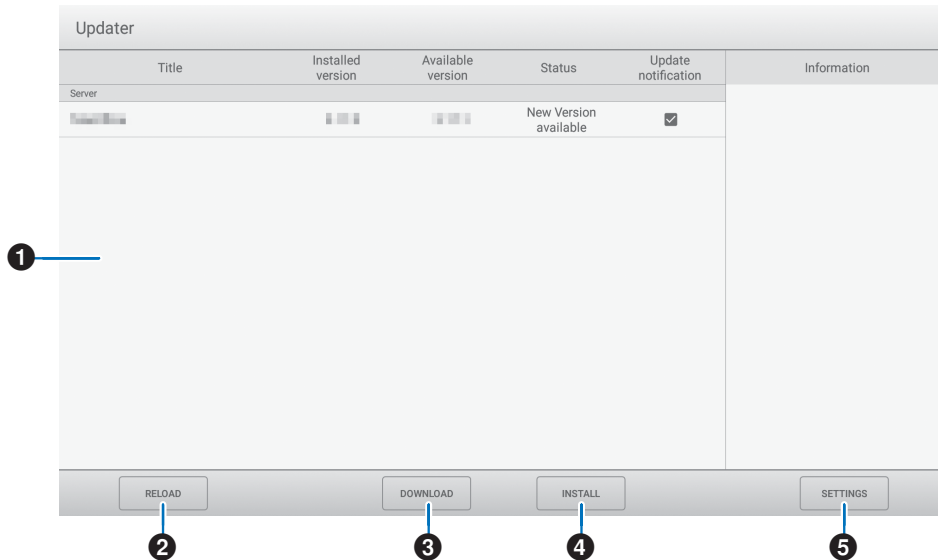 Updater
Title
Installed
version
Available
version
Status
Update
notification
Information
Server
New Version
available
1
RELOAD
DOWNLOAD
INSTALL
SETTINGS
2
3
4
5